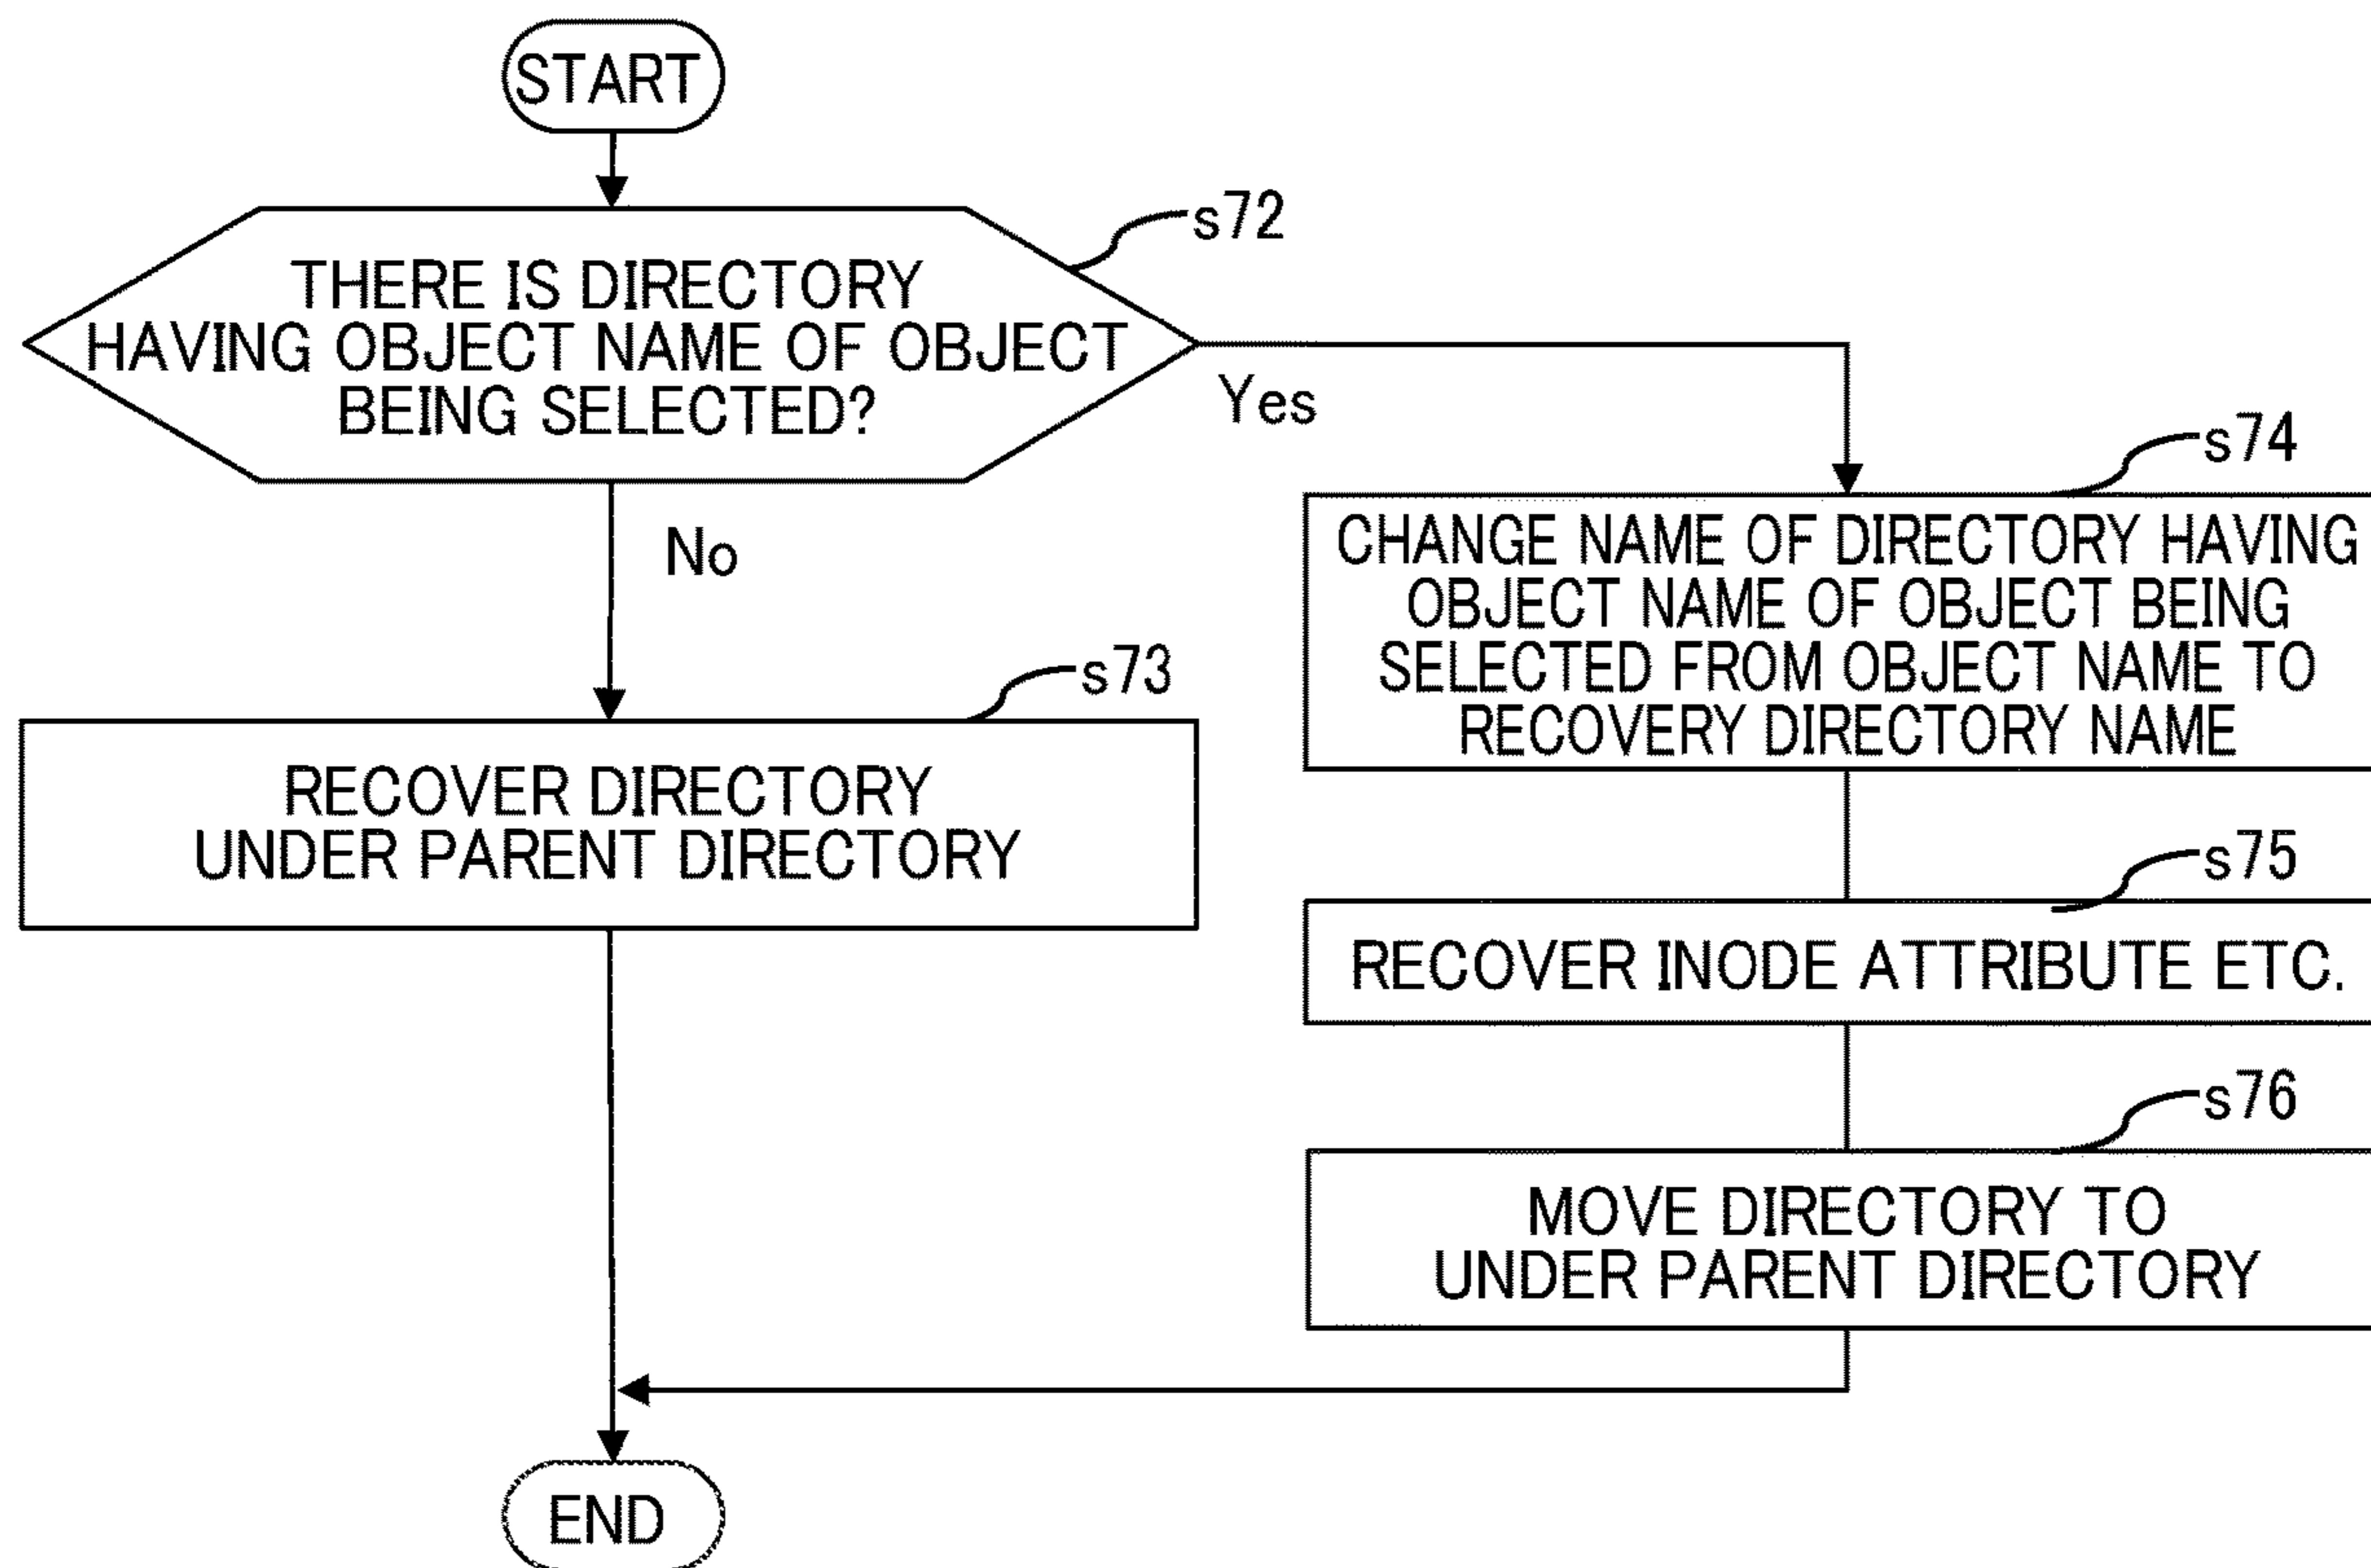 START
s72
THERE IS DIRECTORY
HAVING OBJECT NAME OF OBJECT
BEING SELECTED?
Yes
No
s74
CHANGE NAME OF DIRECTORY HAVING
OBJECT NAME OF OBJECT BEING
SELECTED FROM OBJECT NAME TO
RECOVERY DIRECTORY NAME
s73
RECOVER DIRECTORY
UNDER PARENT DIRECTORY
s75
RECOVER INODE ATTRIBUTE ETC.
s76
MOVE DIRECTORY TO
UNDER PARENT DIRECTORY
END